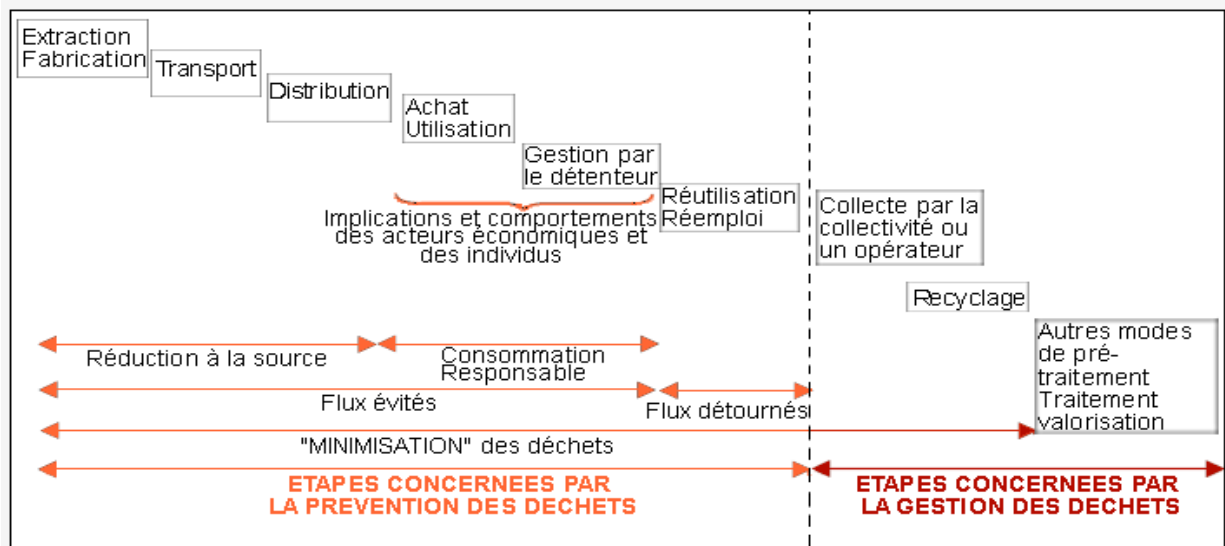 Extraction
Fabrication
Transport
Distribution
Achat
Utilisation
Gestion par
le détenteur
Réutilisation
Réemploi
Implications et comportements
des acteurs économiques et
des individus
Collecte par la
collectivité ou
un opérateur
Recyclage
Autres modes
de pré-
traitement
Traitement
valorisation
Réduction à la source
Consommation
Responsable
Flux évités
Flux détournés
"MINIMISATION" des déchets
ETAPES CONCERNEES PAR
LA PREVENTION DES DECHETS
ETAPES CONCERNEES PAR
LA GESTION DES DECHETS